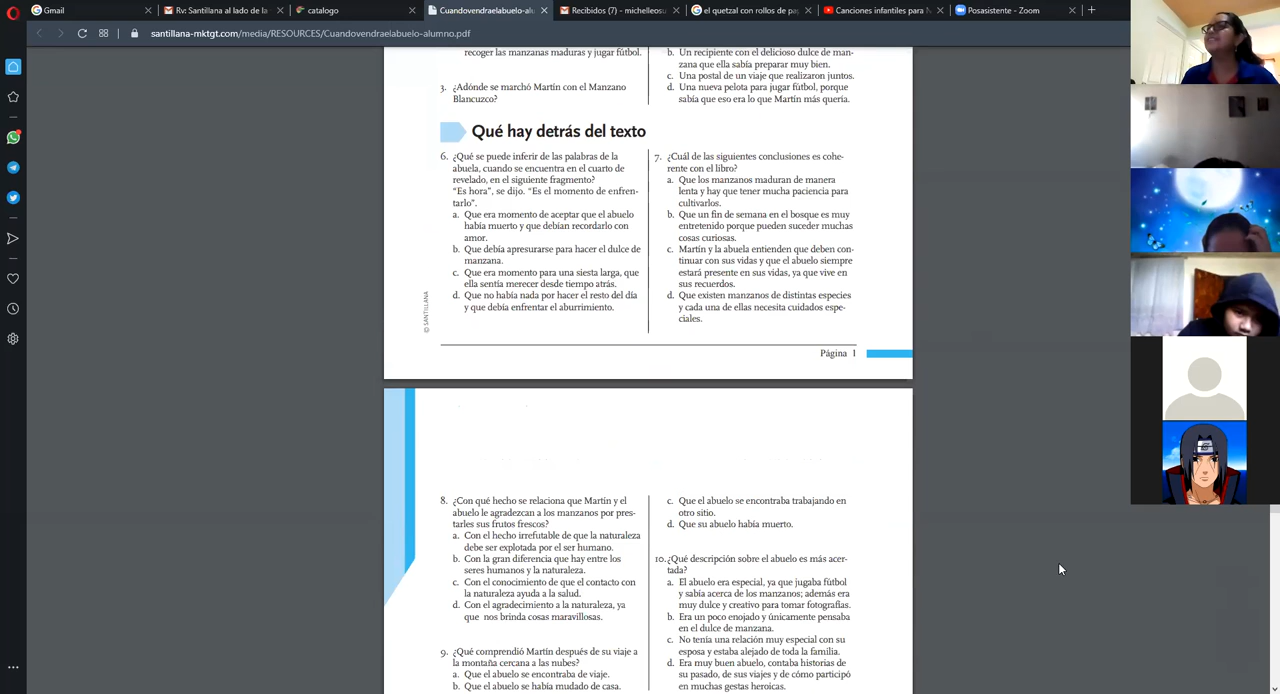 Gmail
Rv: Santillana al lado de la
catalogo
Cuandovendraelabuelo-alu
Recibidos (7) - michelleosu
el quetzal con rollos de pa
Canciones infantiles para N
Posasistente - Zoom
santillana-mktgt.com/media/RESOURCES/Cuandovendraelabuelo-alumno.pdf
recoger las manzanas maduras y jugar fútbol.
3. ¿Adónde se marchó Martín con el Manzano
Blancuzco?
b. Un recipiente con el delicioso dulce de man-
zana que ella sabía preparar muy bien.
c. Una postal de un viaje que realizaron juntos.
d. Una nueva pelota para jugar fútbol, porque
sabía que eso era lo que Martín más quería.
Qué hay detrás del texto
6. ¿Qué se puede inferir de las palabras de la
abuela, cuando se encuentra en el cuarto de
revelado, en el siguiente fragmento?
“Es hora”, se dijo. “Es el momento de enfren-
tarlo”.
a. Que era momento de aceptar que el abuelo
había muerto y que debían recordarlo con
amor.
b. Que debía apresurarse para hacer el dulce de
manzana.
c. Que era momento para una siesta larga, que
ella sentía merecer desde tiempo atrás.
d. Que no había nada por hacer el resto del día
y que debía enfrentar el aburrimiento.
7. ¿Cuál de las siguientes conclusiones es cohe-
rente con el libro?
a. Que los manzanos maduran de manera
lenta y hay que tener mucha paciencia para
cultivarlos.
b. Que un fin de semana en el bosque es muy
entretenido porque pueden suceder muchas
cosas curiosas.
c. Martín y la abuela entienden que deben con-
tinuar con sus vidas y que el abuelo siempre
estará presente en sus vidas, ya que vive en
sus recuerdos.
d. Que existen manzanos de distintas especies
y cada una de ellas necesita cuidados espe-
ciales.
© SANTILLANA
Página 1
8. ¿Con qué hecho se relaciona que Martín y el
abuelo le agradezcan a los manzanos por pres-
tarles sus frutos frescos?
a. Con el hecho irrefutable de que la naturaleza
debe ser explotada por el ser humano.
b. Con la gran diferencia que hay entre los
seres humanos y la naturaleza.
c. Con el conocimiento de que el contacto con
la naturaleza ayuda a la salud.
d. Con el agradecimiento a la naturaleza, ya
que nos brinda cosas maravillosas.
9. ¿Qué comprendió Martín después de su viaje a
la montaña cercana a las nubes?
a. Que el abuelo se encontraba de viaje.
b. Que el abuelo se había mudado de casa.
c. Que el abuelo se encontraba trabajando en
otro sitio.
d. Que su abuelo había muerto.
10. ¿Qué descripción sobre el abuelo es más acer-
tada?
a. El abuelo era especial, ya que jugaba fútbol
y sabía acerca de los manzanos; además era
muy dulce y creativo para tomar fotografías.
b. Era un poco enojado y únicamente pensaba
en el dulce de manzana.
c. No tenía una relación muy especial con su
esposa y estaba alejado de toda la familia.
d. Era muy buen abuelo, contaba historias de
su pasado, de sus viajes y de cómo participó
en muchas gestas heroicas.